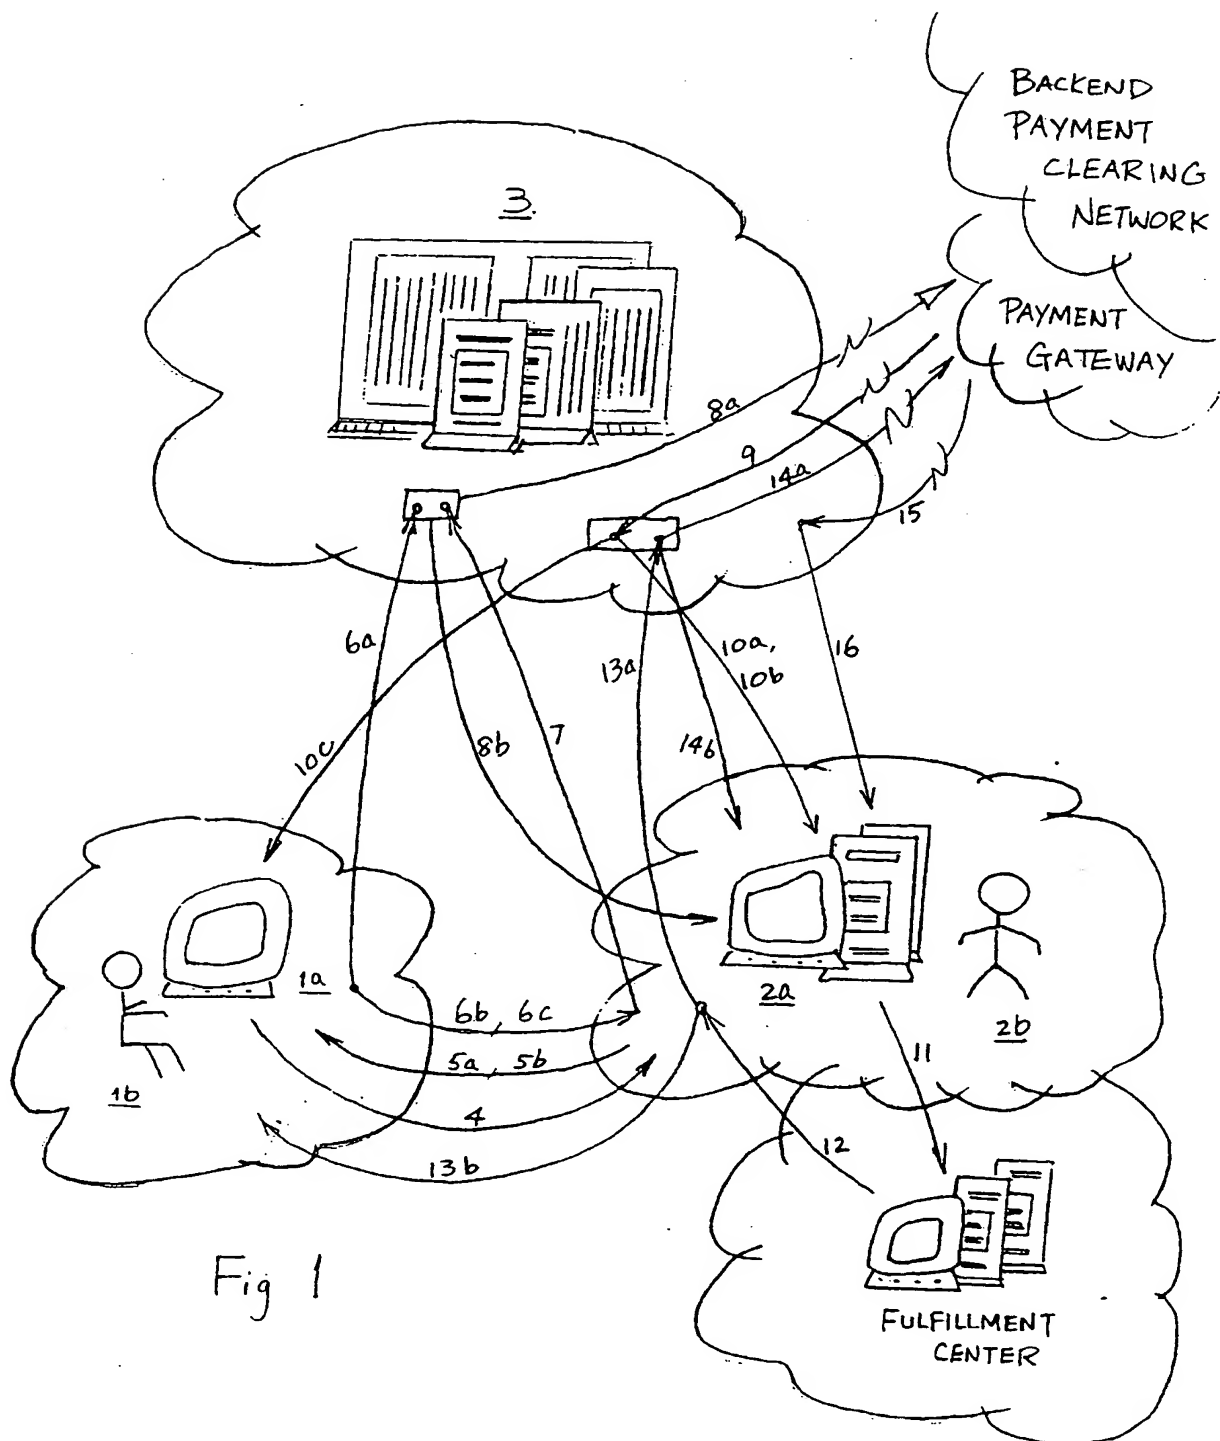 BACKEND
PAYMENT
CLEARING
NETWORK
3.
PAYMENT
GATEWAY
8a
9
14a
15
6a
13a
10a,
10b
16
10c
8b
7
14b
1a
2a
6b, 6c
2b
5a, 5b
11
1b
4
12
13b
Fig 1
FULFILLMENT
CENTER